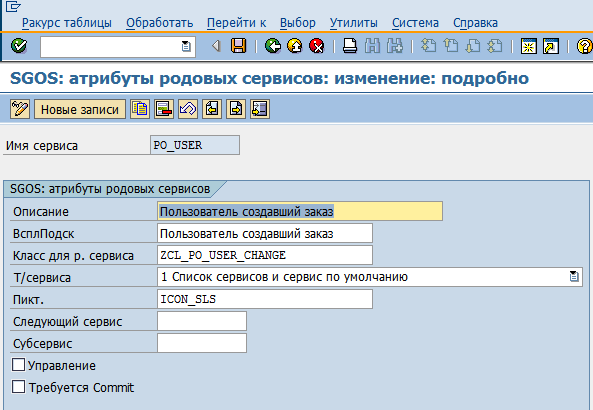 Ракурс таблицы Обработать Перейти к Выбор Утилиты Система Справка
SGOS: атрибуты родовых сервисов: изменение: подробно
Новые записи
Имя сервиса PO_USER
SGOS: атрибуты родовых сервисов
Описание Пользователь создавший заказ
ВсплПодск Пользователь создавший заказ
Класс для р. сервиса ZCL_PO_USER_CHANGE
Т/сервиса 1 Список сервисов и сервис по умолчанию
Пикт. ICON_SLS
Следующий сервис
Субсервис
Управление
Требуется Commit